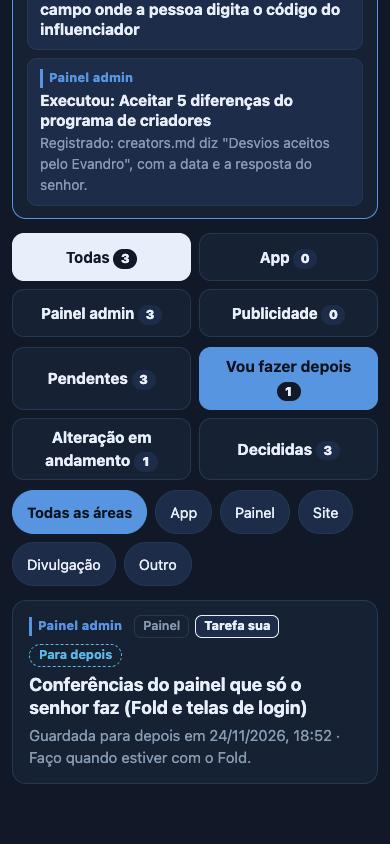 campo onde a pessoa digita o código do
influenciador
Painel admin
Executou: Aceitar 5 diferenças do
programa de criadores
Registrado: creators.md diz "Desvios aceitos
pelo Evandro", com a data e a resposta do
senhor.
Todas 3
App 0
Painel admin 3
Publicidade 0
Pendentes 3
Vou fazer depois
1
Alteração em
andamento 1
Decididas 3
Todas as áreas
App
Painel
Site
Divulgação
Outro
Painel admin
Painel
Tarefa sua
Para depois
Conferências do painel que só o
senhor faz (Fold e telas de login)
Guardada para depois em 24/11/2026, 18:52 ·
Faço quando estiver com o Fold.